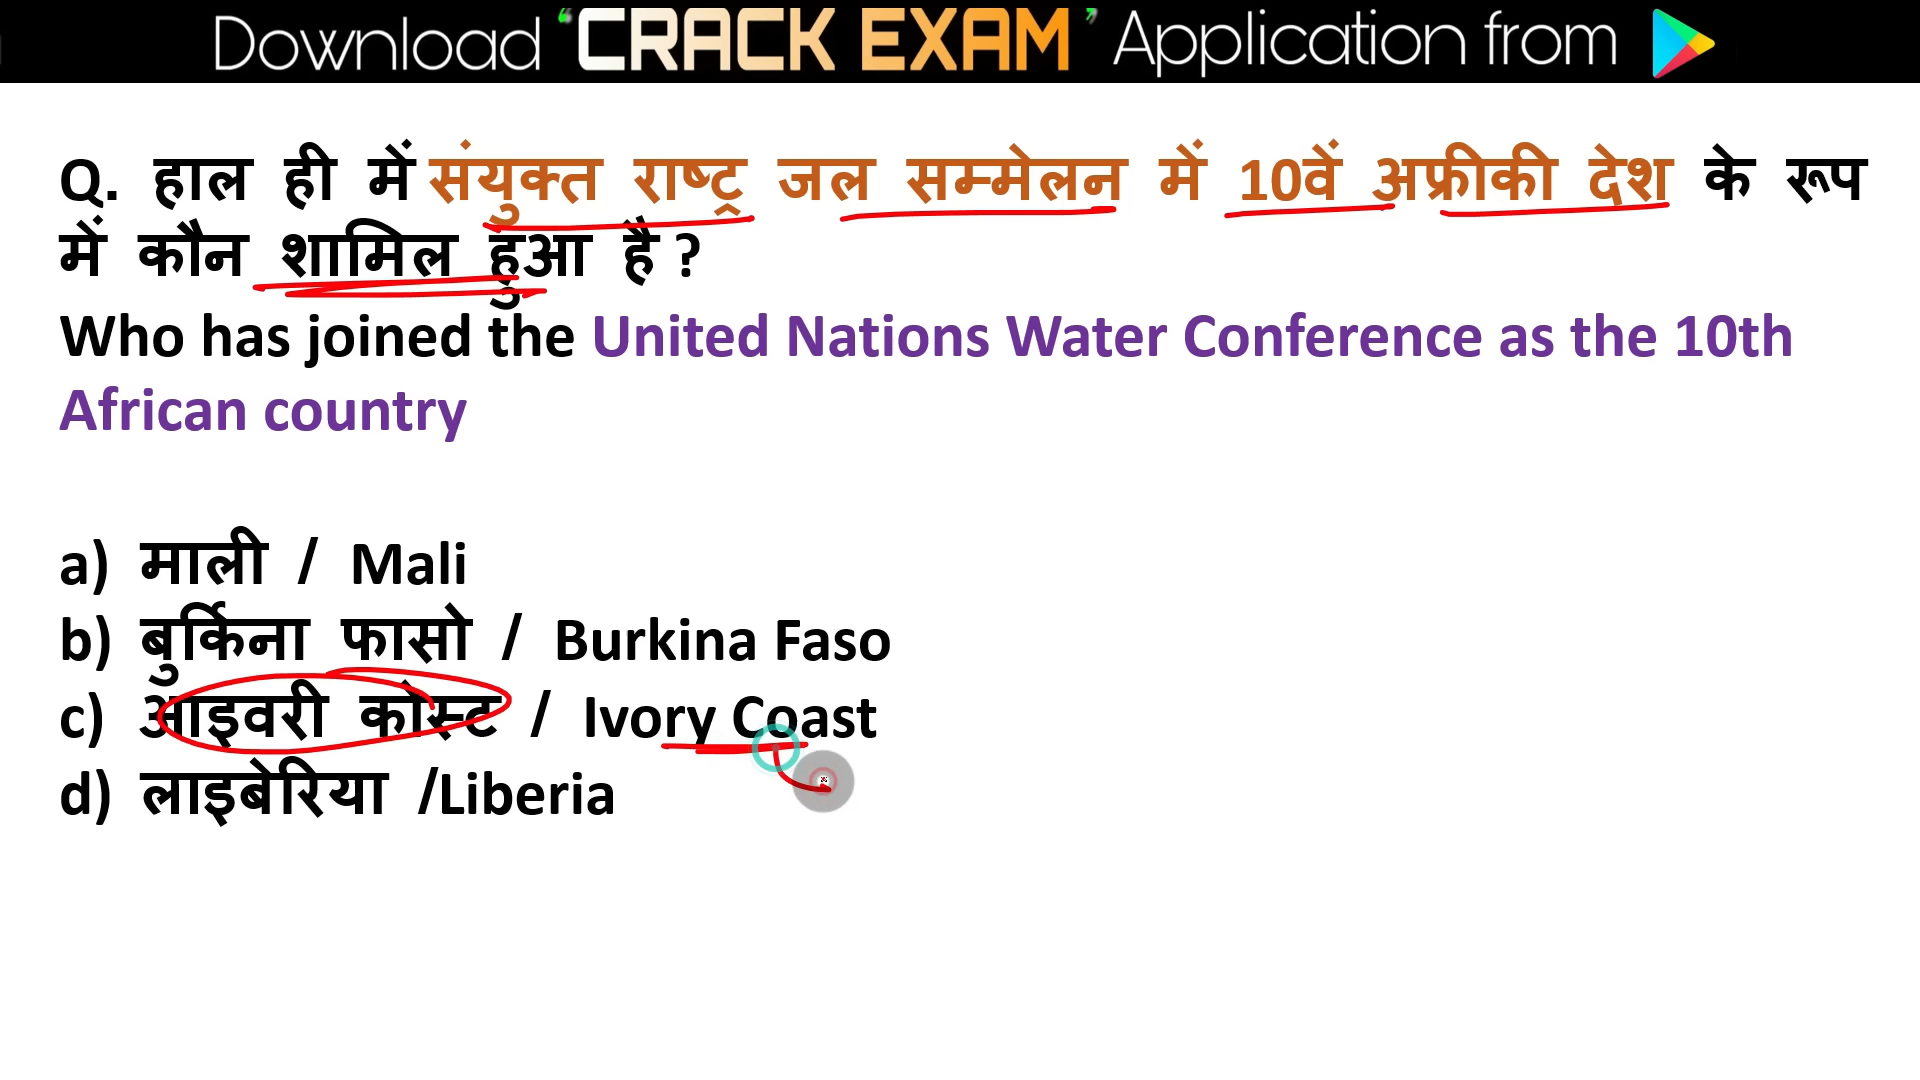 Download ‘CRACK EXAM’ Application from
Q. हाल ही में संयुक्त राष्ट्र जल सम्मेलन में 10वें अफ्रीकी देश के रूप
में कौन शामिल हुआ है ?
Who has joined the United Nations Water Conference as the 10th
African country
a) माली / Mali
b) बुर्किना फासो / Burkina Faso
c) आइवरी कोस्ट / Ivory Coast
d) लाइबेरिया /Liberia